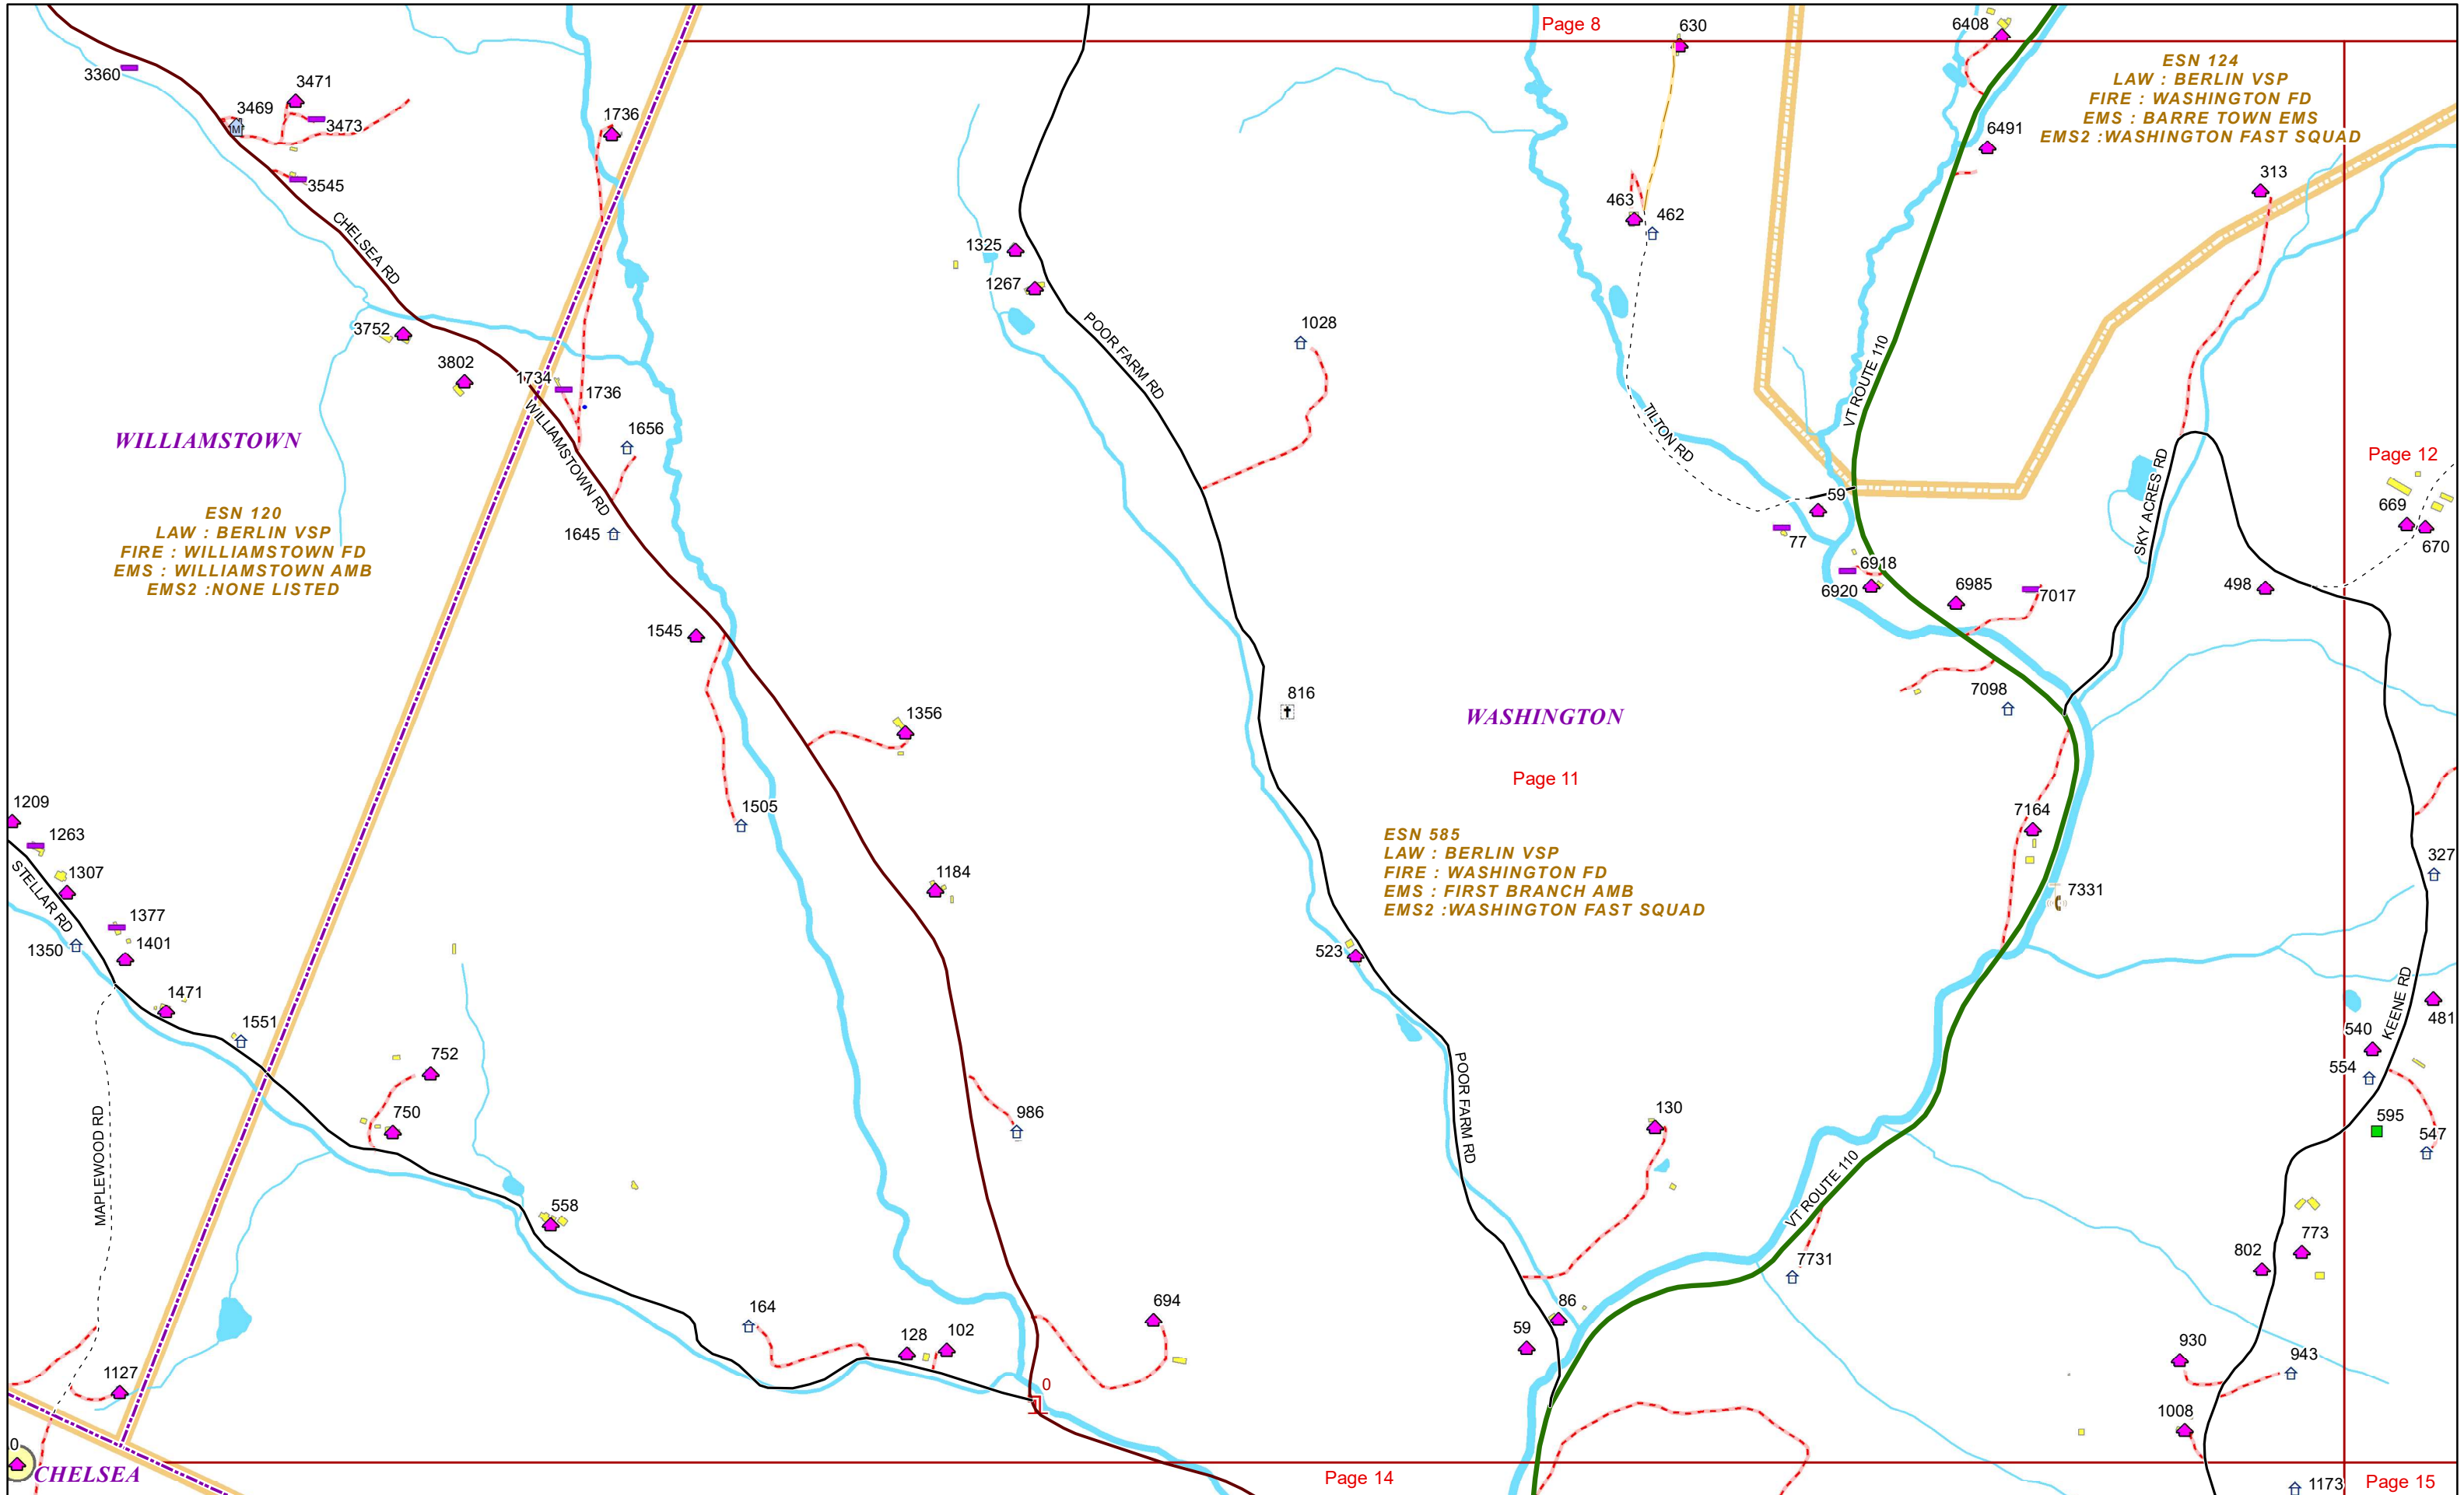 Page 8
630
6408
ESN 124
LAW : BERLIN VSP
FIRE : WASHINGTON FD
EMS : BARRE TOWN EMS
EMS2 :WASHINGTON FAST SQUAD
3360
3471
3469
M
3473
1736
6491
3545
313
463
462
CHELSEA RD
1325
1267
3752
POOR FARM RD
1028
3802
1734
1736
VT ROUTE 110
WILLIAMSTOWN RD
TILTON RD
WILLIAMSTOWN
1656
Page 12
SKY ACRES RD
59
669
670
ESN 120
LAW : BERLIN VSP
FIRE : WILLIAMSTOWN FD
EMS : WILLIAMSTOWN AMB
EMS2 :NONE LISTED
1645
77
6918
6920
6985
7017
498
1545
816
7098
1356
WASHINGTON
Page 11
1209
1263
1505
7164
STELLAR RD
1307
ESN 585
LAW : BERLIN VSP
FIRE : WASHINGTON FD
EMS : FIRST BRANCH AMB
EMS2 :WASHINGTON FAST SQUAD
327
1184
7331
1377
1401
1350
523
1471
KEENE RD
481
1551
540
752
554
POOR FARM RD
750
986
130
595
547
MAPLEWOOD RD
558
VT ROUTE 110
773
802
7731
164
694
86
59
128
102
930
943
1127
0
1008
0
CHELSEA
Page 14
1173
Page 15